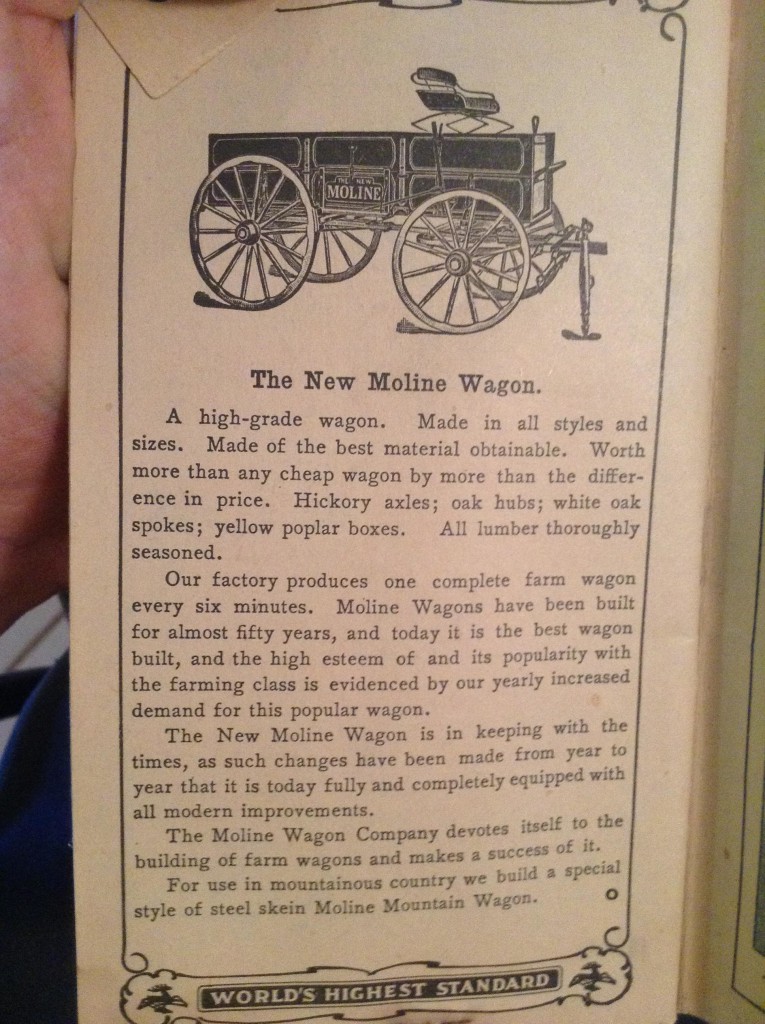 THE NEW
MOLINE
The New Moline Wagon.
A high-grade wagon. Made in all styles and
sizes. Made of the best material obtainable. Worth
more than any cheap wagon by more than the differ-
ence in price. Hickory axles; oak hubs; white oak
spokes; yellow poplar boxes. All lumber thoroughly
seasoned.
Our factory produces one complete farm wagon
every six minutes. Moline Wagons have been built
for almost fifty years, and today it is the best wagon
built, and the high esteem of and its popularity with
the farming class is evidenced by our yearly increased
demand for this popular wagon.
The New Moline Wagon is in keeping with the
times, as such changes have been made from year to
year that it is today fully and completely equipped with
all modern improvements.
The Moline Wagon Company devotes itself to the
building of farm wagons and makes a success of it.
For use in mountainous country we build a special
style of steel skein Moline Mountain Wagon.
WORLD'S HIGHEST STANDARD